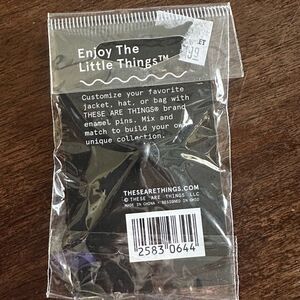 Enjoy The
Little Things™
Customize your favorite
jacket, hat, or bag with
THESE ARE THINGS® brand
enamel pins. Mix and
match to build your own
unique collection.
THESEARETHINGS.COM
© THESE ARE THINGS LLC
MADE IN CHINA • DESIGNED IN OHIO
2583 0644